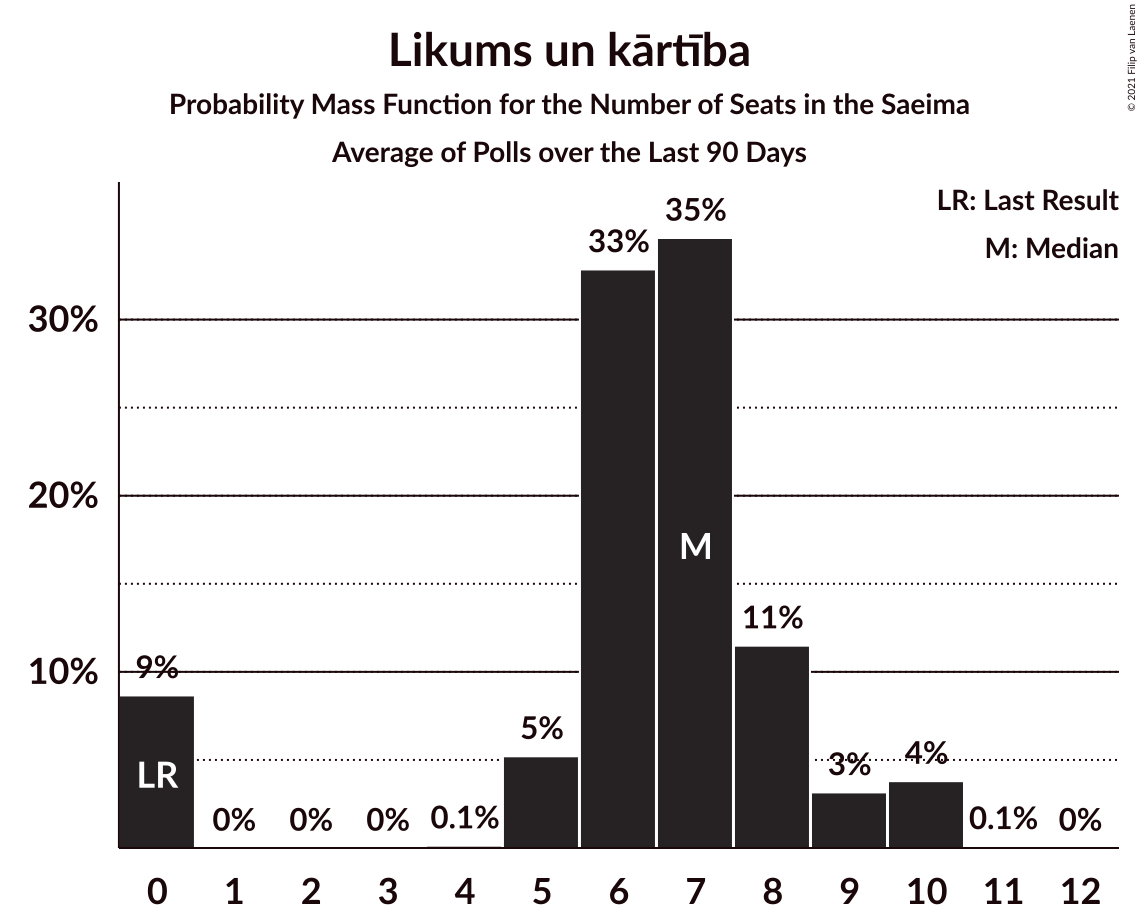 Likums un kārtība
Probability Mass Function for the Number of Seats in the Saeima
Average of Polls over the Last 90 Days
© 2021 Filip van Laenen
LR: Last Result
M: Median
35%
33%
30%
20%
M
11%
10%
9%
5%
4%
3%
LR
0% 0% 0% 0.1% 0.1% 0%
0 1 2 3 4 5 6 7 8 9 10 11 12